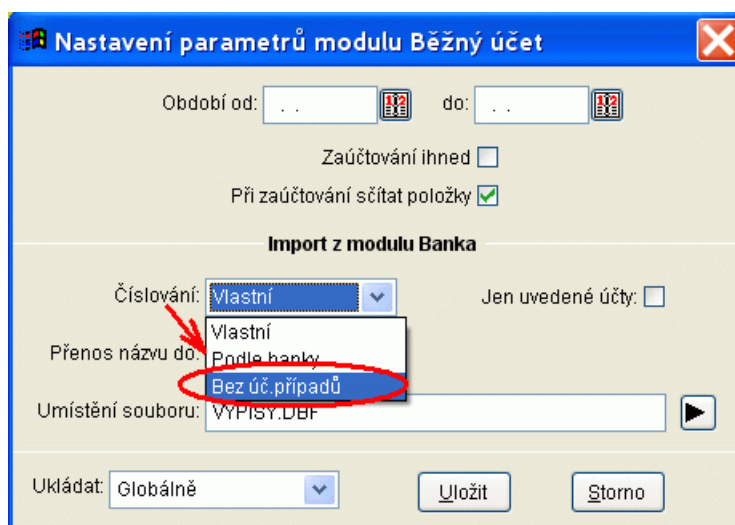 Nastavení parametrů modulu Běžný účet
Období od: . . do: . .
Zaúčtování ihned
Při zaúčtování sčítat položky
Import z modulu Banka
Číslování: Vlastní Jen uvedené účty:
Vlastní
Přenos názvu do: Podle banky
Bez úč.případů
Umístění souboru: VYPISY.DBF
Ukládat: Globálně Uložit Storno